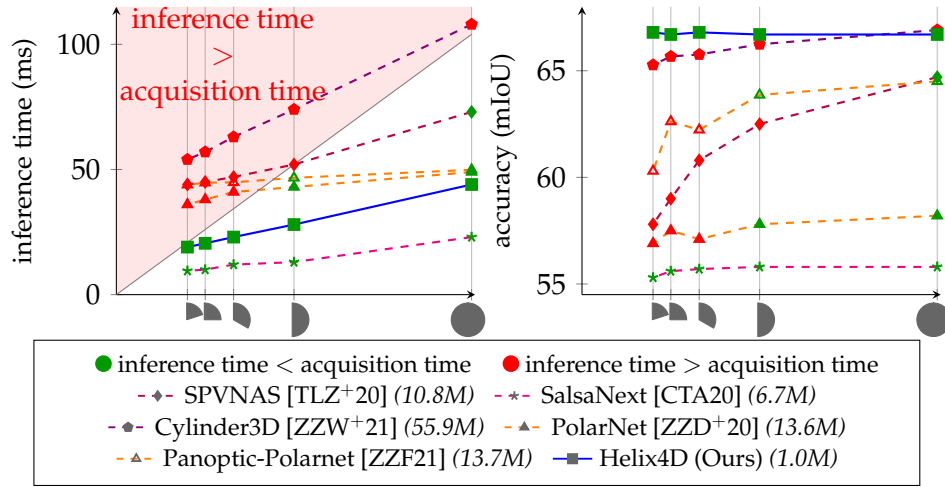 inference time (ms)
100
50
0
inference time
>
acquisition time
accuracy (mIoU)
65
60
55
inference time < acquisition time
inference time > acquisition time
SPVNAS [TLZ+20] (10.8M)
SalsaNext [CTA20] (6.7M)
Cylinder3D [ZZW+21] (55.9M)
PolarNet [ZZD+20] (13.6M)
Panoptic-Polarnet [ZZF21] (13.7M)
Helix4D (Ours) (1.0M)